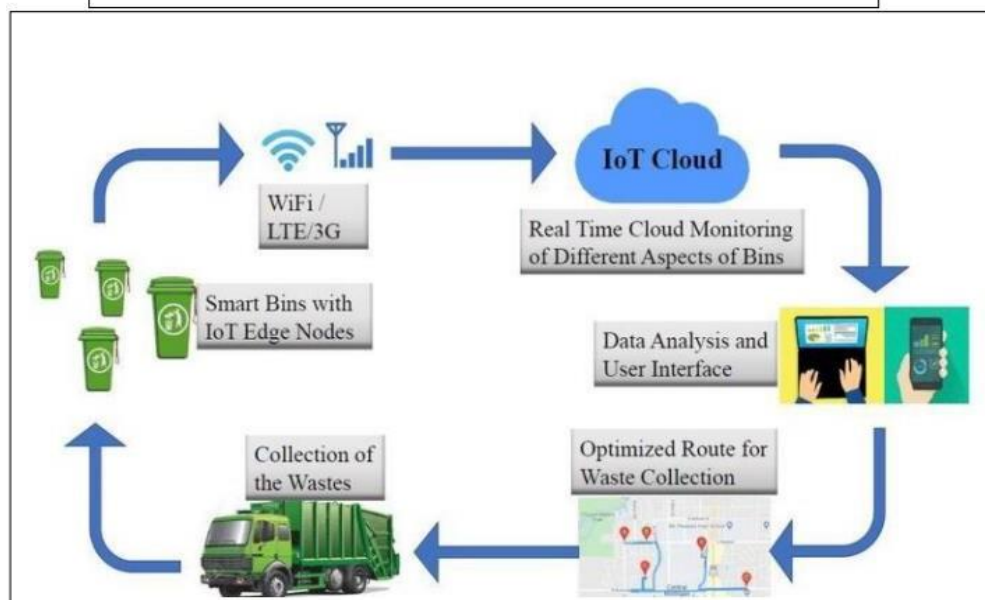 IoT Cloud
WiFi /
LTE/3G
Real Time Cloud Monitoring
of Different Aspects of Bins
Smart Bins with
IoT Edge Nodes
Data Analysis and
User Interface
Collection of
the Wastes
Optimized Route for
Waste Collection